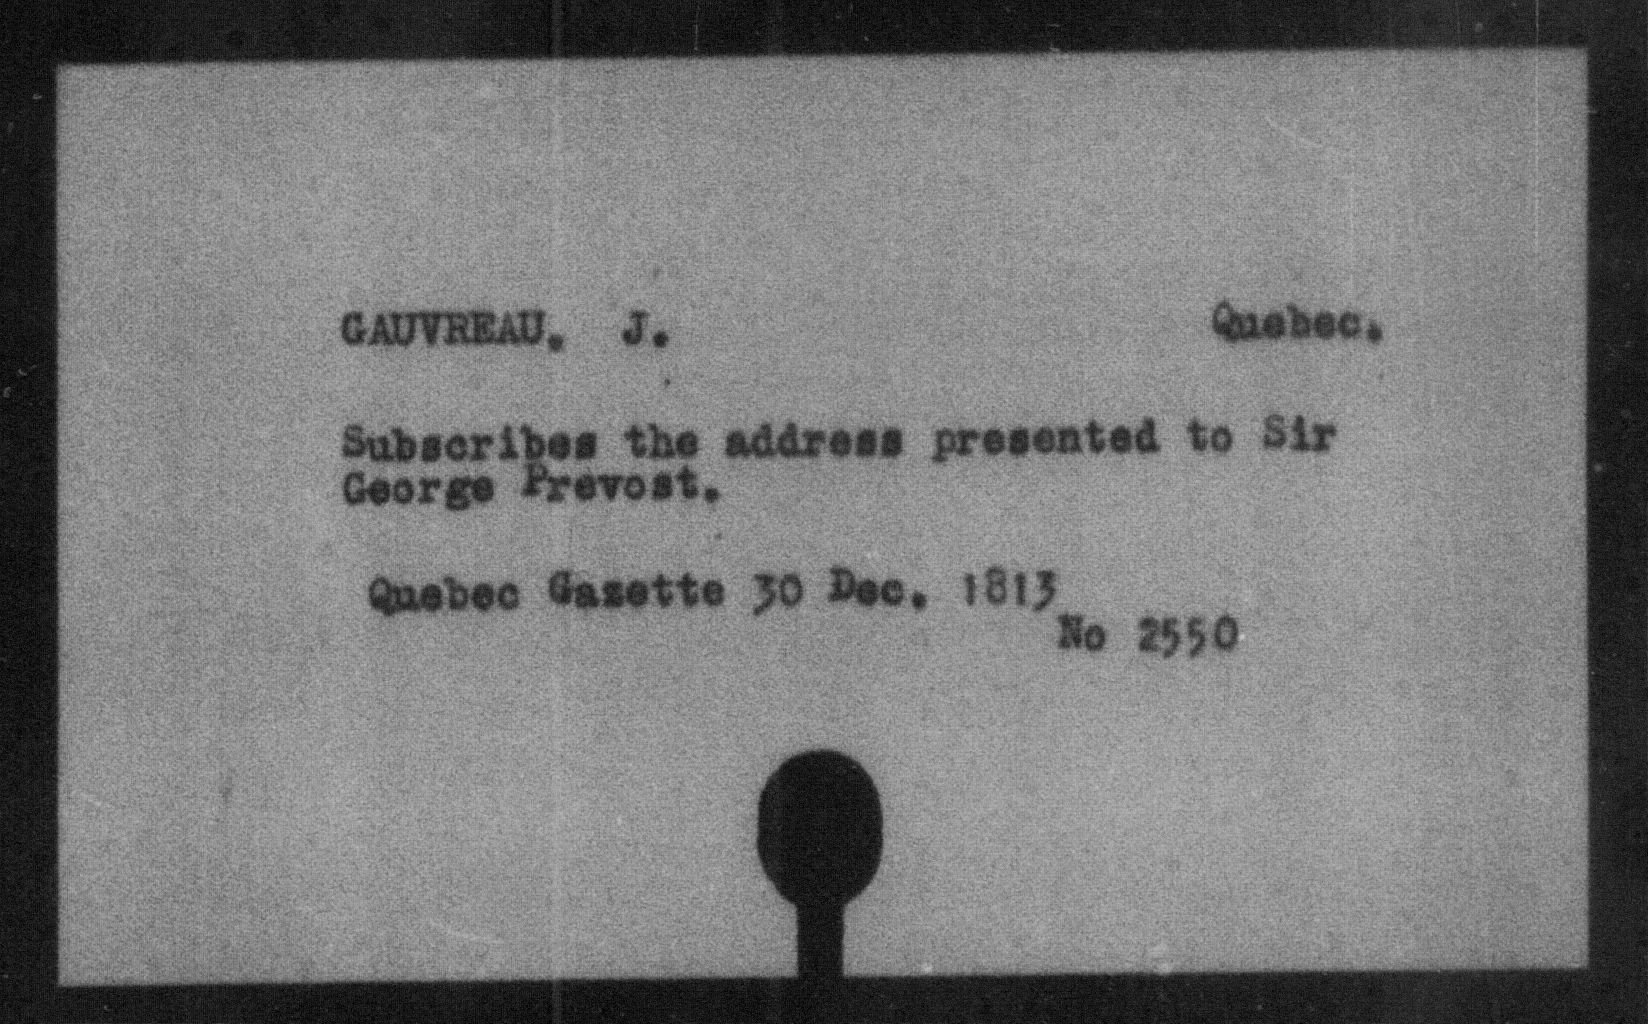 GAUVREAU. J. Quebec.
Subscribes the address presented to Sir
George Prevost.
Quebec Gazette 30 Dec. 1813
No 2550